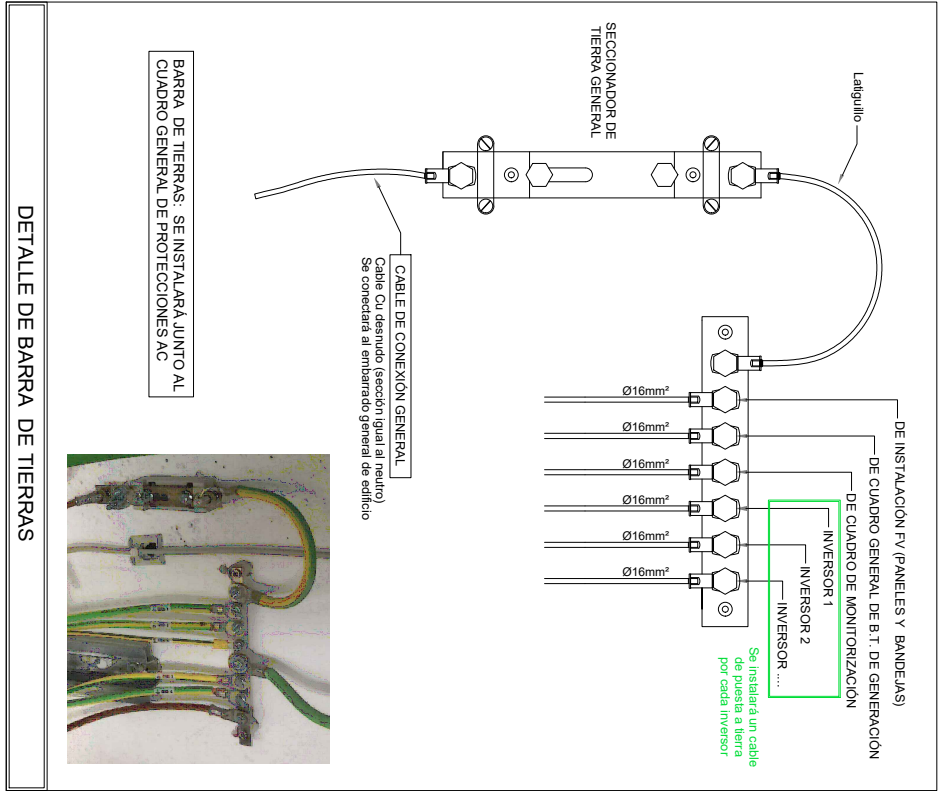 Latiguillo
SECCIONADOR DE
TIERRA GENERAL
DE INSTALACIÓN FV (PANELES Y BANDEJAS)
DE CUADRO GENERAL DE B.T. DE GENERACIÓN
DE CUADRO DE MONITORIZACIÓN
INVERSOR 1
INVERSOR 2
INVERSOR ....
Ø16mm²
Ø16mm²
Ø16mm²
Ø16mm²
Ø16mm²
Ø16mm²
Se instalará un cable
de puesta a tierra
por cada inversor
CABLE DE CONEXIÓN GENERAL
Cable Cu desnudo (sección igual al neutro)
Se conectará al embarrado general de edificio
BARRA DE TIERRAS: SE INSTALARÁ JUNTO AL
CUADRO GENERAL DE PROTECCIONES AC
DETALLE DE BARRA DE TIERRAS